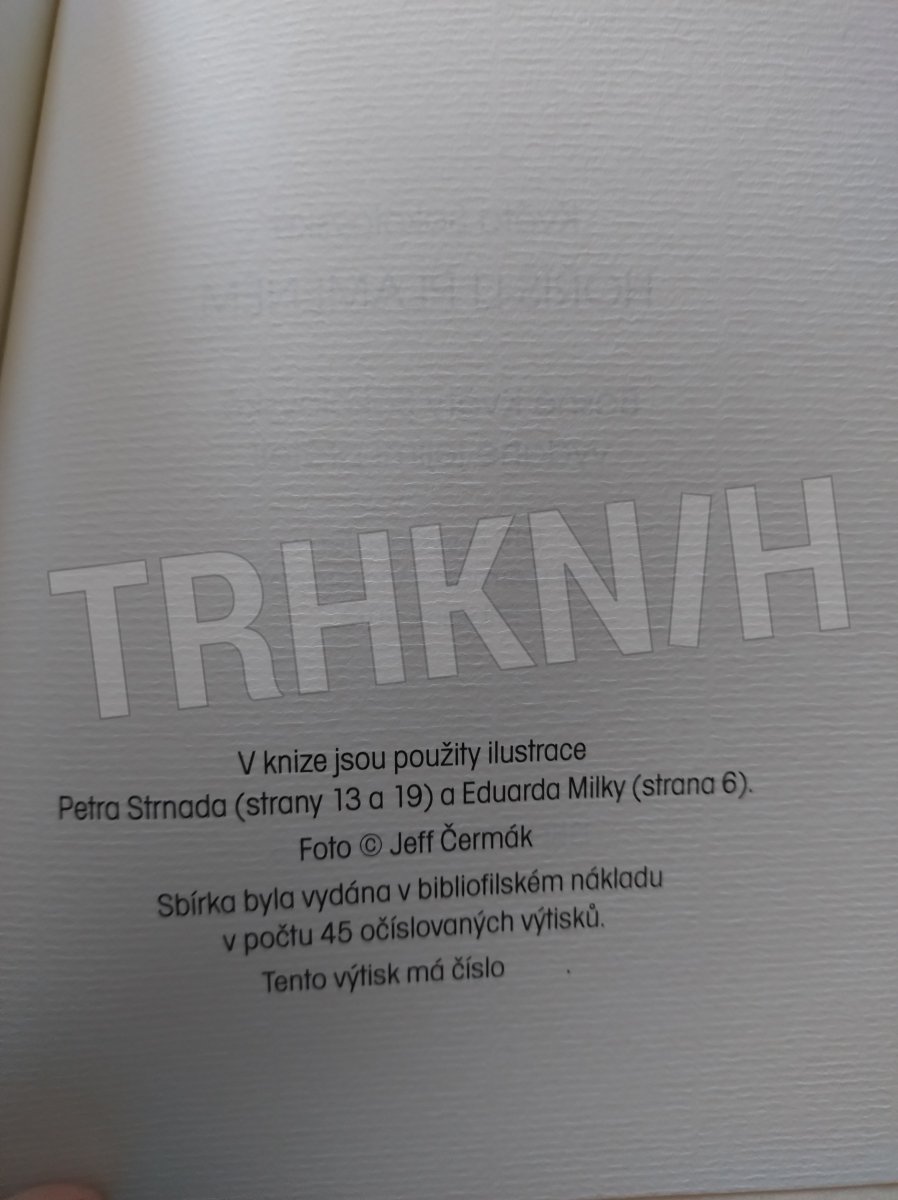 TRHKNIH
V knize jsou použity ilustrace
Petra Strnada (strany 13 a 19) a Eduarda Milky (strana 6).
Foto © Jeff Čermák
Sbírka byla vydána v bibliofilském nákladu
v počtu 45 očíslovaných výtisků.
Tento výtisk má číslo .